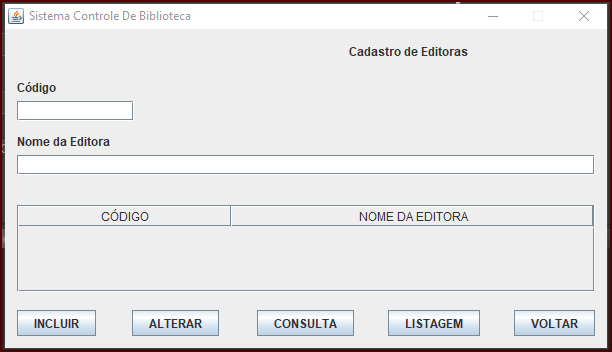 Sistema Controle De Biblioteca
Cadastro de Editoras
Código
Nome da Editora
CÓDIGO NOME DA EDITORA
INCLUIR ALTERAR CONSULTA LISTAGEM VOLTAR